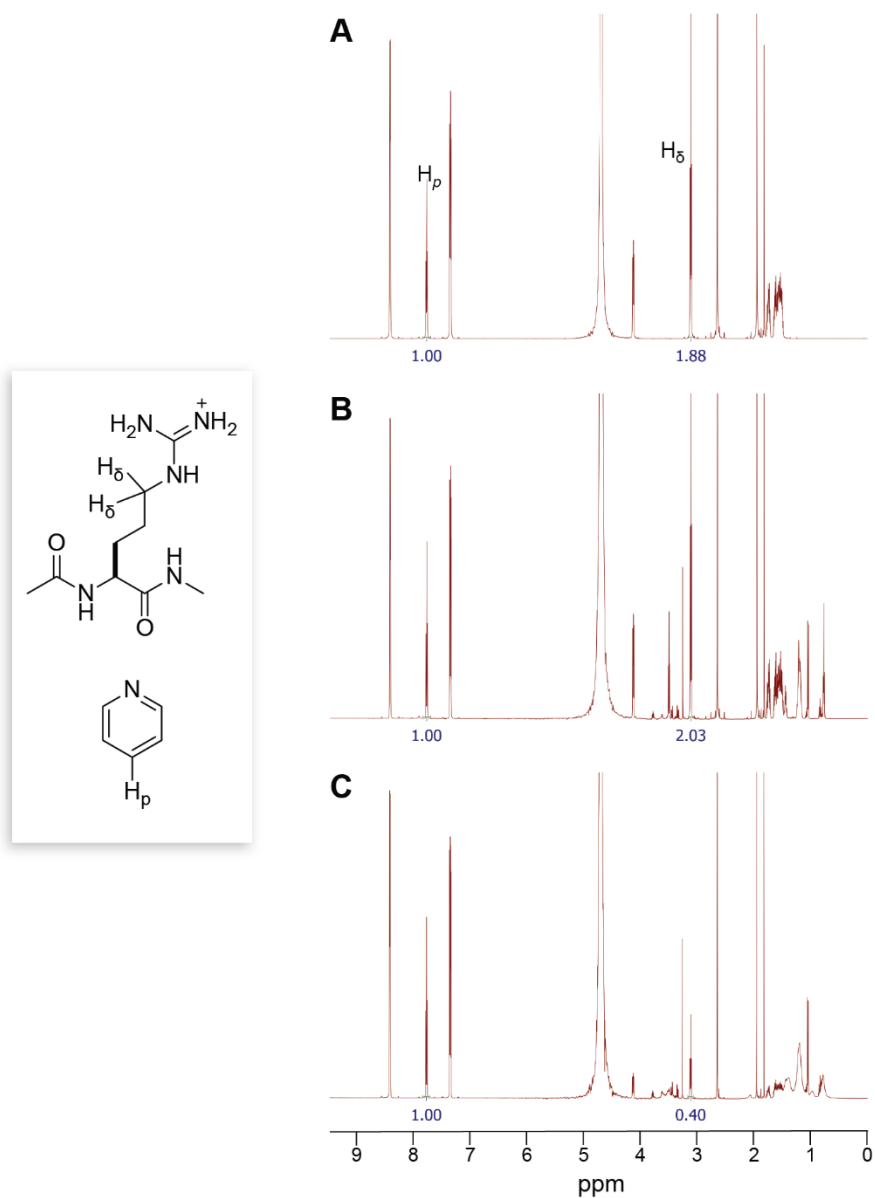 A
Hp
Hδ
1.00
1.88
B
1.00
2.03
C
1.00
0.40
9 8 7 6 5 4 3 2 1 0
ppm
+
H2N NH2
Hδ NH
Hδ
O
H
N
N
H
O
N
Hp